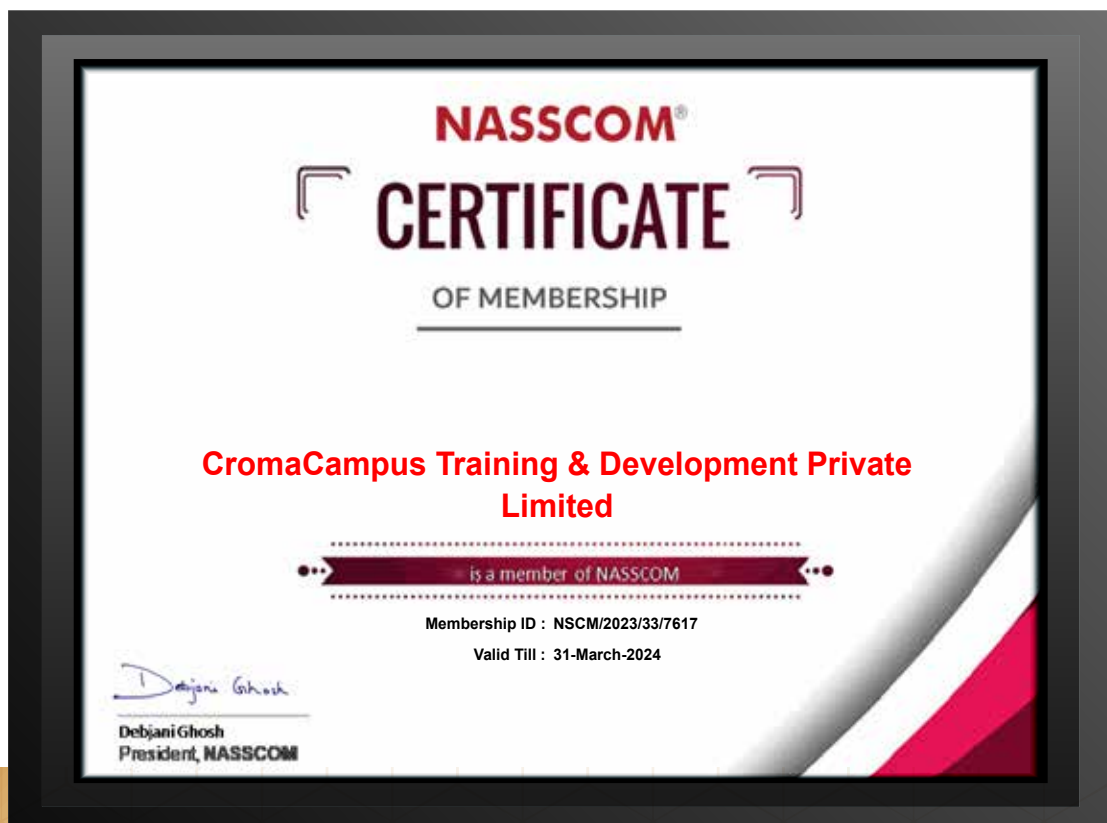 NASSCOM®
CERTIFICATE
OF MEMBERSHIP
CromaCampus Training & Development Private
Limited
is a member of NASSCOM
Membership ID : NSCM/2023/33/7617
Valid Till : 31-March-2024
Debjani Ghosh
Debjani Ghosh
President, NASSCOM